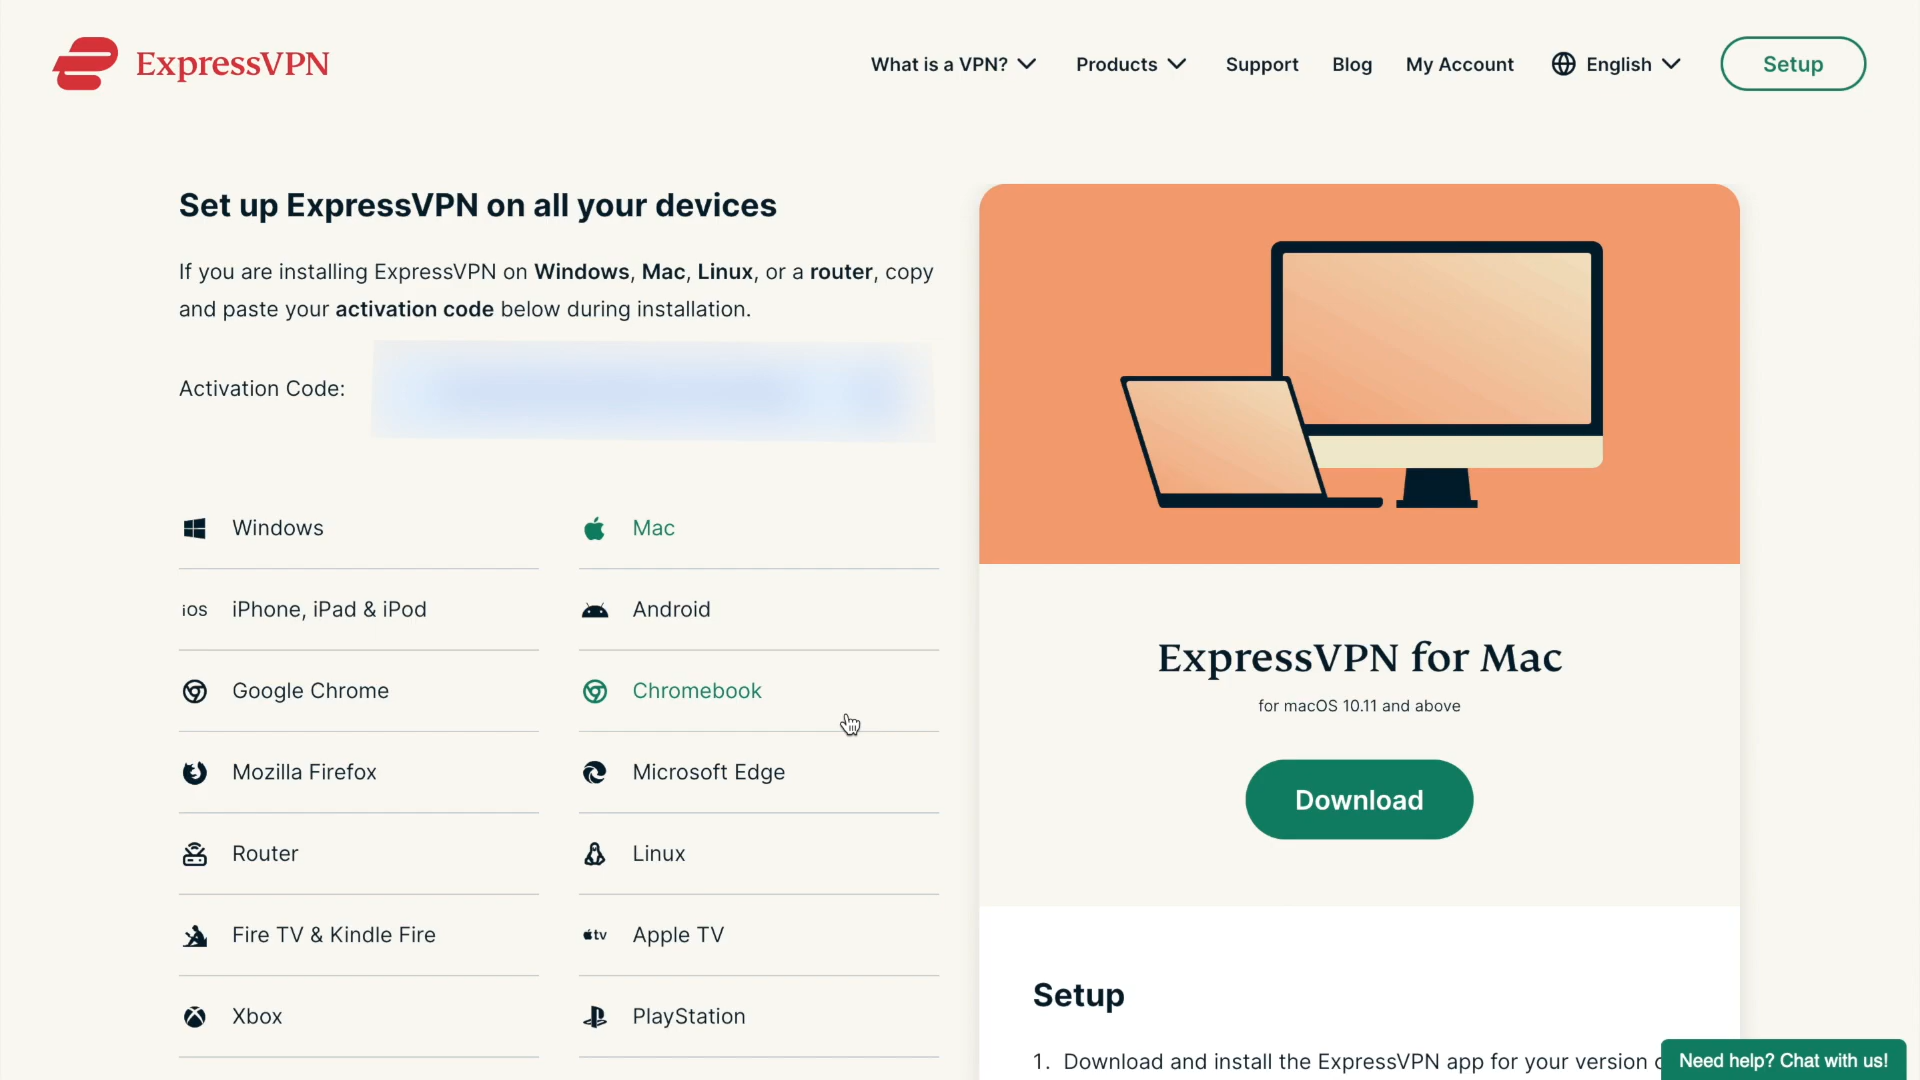 ExpressVPN
What is a VPN?
Products
Support
Blog
My Account
English
Setup
Set up ExpressVPN on all your devices
If you are installing ExpressVPN on Windows, Mac, Linux, or a router, copy
and paste your activation code below during installation.
Activation Code:
Windows
Mac
iOS iPhone, iPad & iPod
Android
Google Chrome
Chromebook
Mozilla Firefox
Microsoft Edge
Router
Linux
Fire TV & Kindle Fire
tv Apple TV
Xbox
PlayStation
ExpressVPN for Mac
for macOS 10.11 and above
Download
Setup
1. Download and install the ExpressVPN app for your version
Need help? Chat with us!